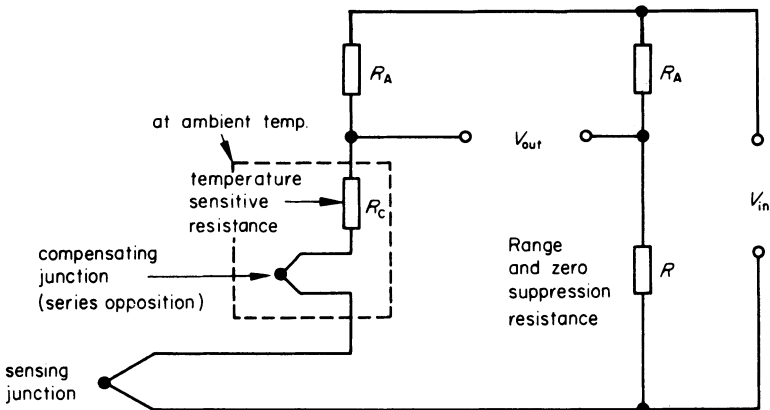 R_A
R_A
at ambient temp.
V_out
temperature
sensitive
resistance
R_C
V_in
compensating
junction
(series opposition)
Range
and zero
suppression
resistance
R
sensing
junction